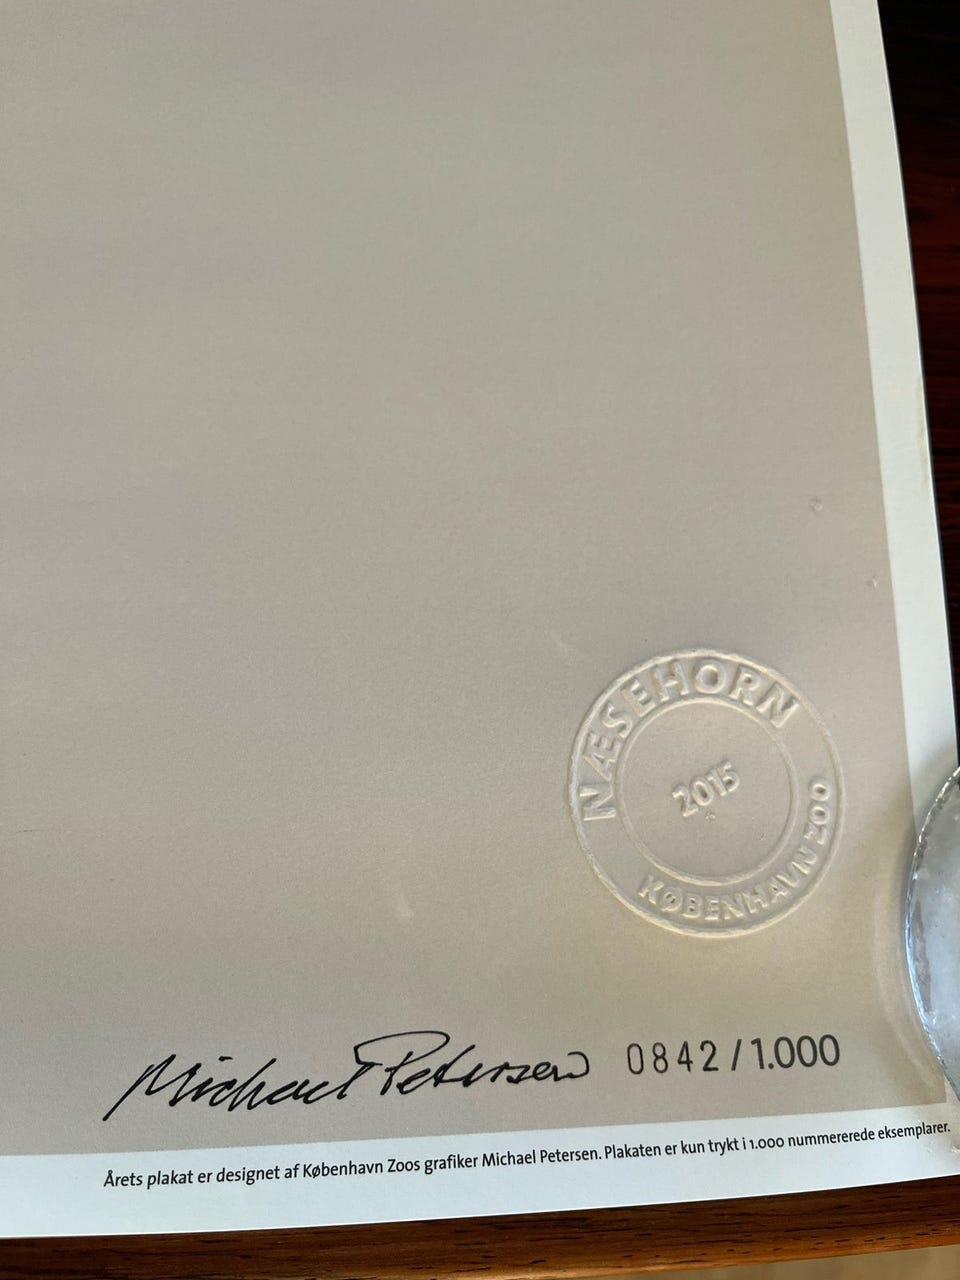 NÆSEHORN
2015
KØBENHAVN ZOO
Michael Petersen 0842/1.000
Årets plakat er designet af København Zoos grafiker Michael Petersen. Plakaten er kun trykt i 1.000 nummererede eksemplarer.